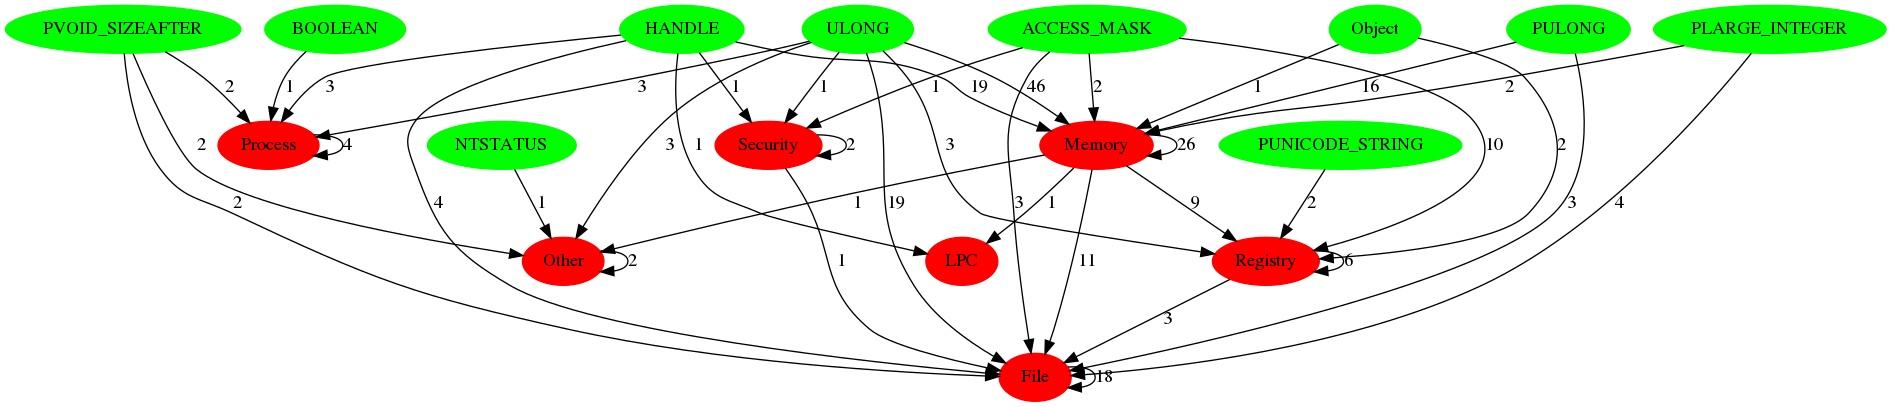 PVOID_SIZEAFTER BOOLEAN HANDLE ULONG ACCESS_MASK Object PULONG PLARGE_INTEGER
2 1 3 3 1 1 46 1 19 2 1 16 2
Process 4 NTSTATUS Security 2 Memory 26 PUNICODE_STRING
2 2 4 1 3 1 1 19 3 3 1 9 10 2 2 3 4
Other 2 LPC 11 1 Registry 6
3
File 18